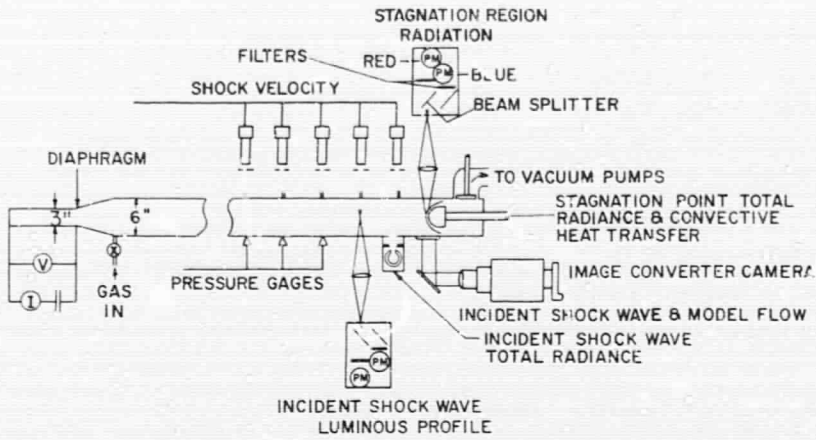 STAGNATION REGION
RADIATION
FILTERS
RED
PM
PM
BLUE
SHOCK VELOCITY
BEAM SPLITTER
DIAPHRAGM
TO VACUUM PUMPS
3"
6"
STAGNATION POINT TOTAL
RADIANCE & CONVECTIVE
HEAT TRANSFER
V
I
GAS
IN
PRESSURE GAGES
IMAGE CONVERTER CAMERA
INCIDENT SHOCK WAVE & MODEL FLOW
INCIDENT SHOCK WAVE
TOTAL RADIANCE
PM
PM
INCIDENT SHOCK WAVE
LUMINOUS PROFILE